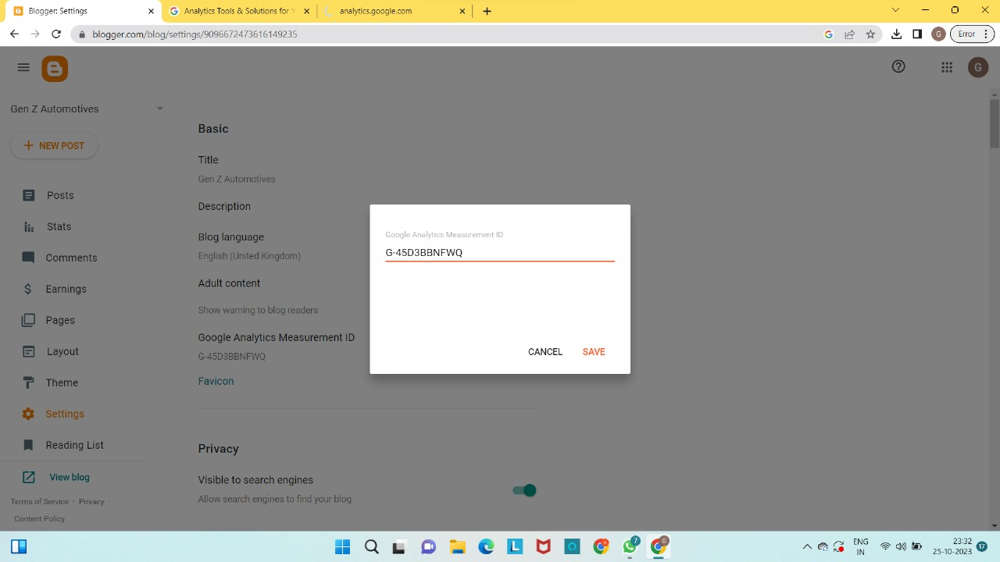 Blogger: Settings
Analytics Tools & Solutions for Y
analytics.google.com
blogger.com/blog/settings/9096672473616149235
G
Error
Gen Z Automotives
G
NEW POST
Posts
Stats
Comments
Earnings
Pages
Layout
Theme
Settings
Reading List
View blog
Terms of Service · Privacy ·
Content Policy
Basic
Title
Gen Z Automotives
Description
Blog language
English (United Kingdom)
Adult content
Show warning to blog readers
Google Analytics Measurement ID
G-45D3BBNFWQ
Favicon
Privacy
Visible to search engines
Allow search engines to find your blog
Google Analytics Measurement ID
G-45D3BBNFWQ
CANCEL
SAVE
7
G
ENG
IN
23:32
25-10-2023
17